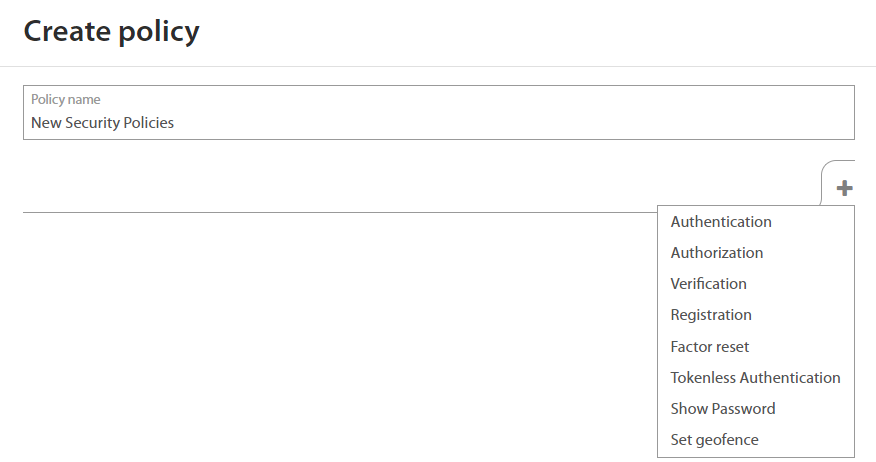 Create policy
Policy name
New Security Policies
Authentication
Authorization
Verification
Registration
Factor reset
Tokenless Authentication
Show Password
Set geofence